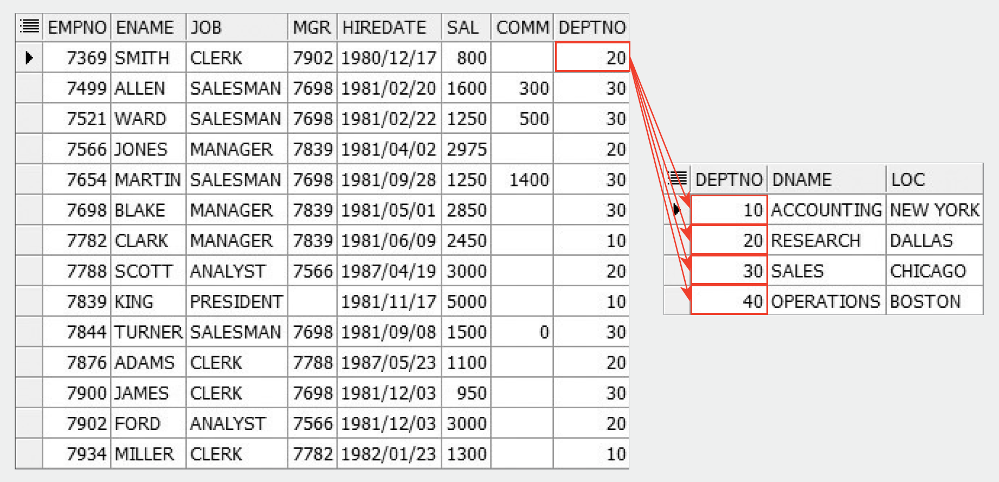 EMPNO ENAME JOB MGR HIREDATE SAL COMM DEPTNO
7369 SMITH CLERK 7902 1980/12/17 800 20
7499 ALLEN SALESMAN 7698 1981/02/20 1600 300 30
7521 WARD SALESMAN 7698 1981/02/22 1250 500 30
7566 JONES MANAGER 7839 1981/04/02 2975 20
7654 MARTIN SALESMAN 7698 1981/09/28 1250 1400 30
7698 BLAKE MANAGER 7839 1981/05/01 2850 30
7782 CLARK MANAGER 7839 1981/06/09 2450 10
7788 SCOTT ANALYST 7566 1987/04/19 3000 20
7839 KING PRESIDENT 1981/11/17 5000 10
7844 TURNER SALESMAN 7698 1981/09/08 1500 0 30
7876 ADAMS CLERK 7788 1987/05/23 1100 20
7900 JAMES CLERK 7698 1981/12/03 950 30
7902 FORD ANALYST 7566 1981/12/03 3000 20
7934 MILLER CLERK 7782 1982/01/23 1300 10
DEPTNO DNAME LOC
10 ACCOUNTING NEW YORK
20 RESEARCH DALLAS
30 SALES CHICAGO
40 OPERATIONS BOSTON